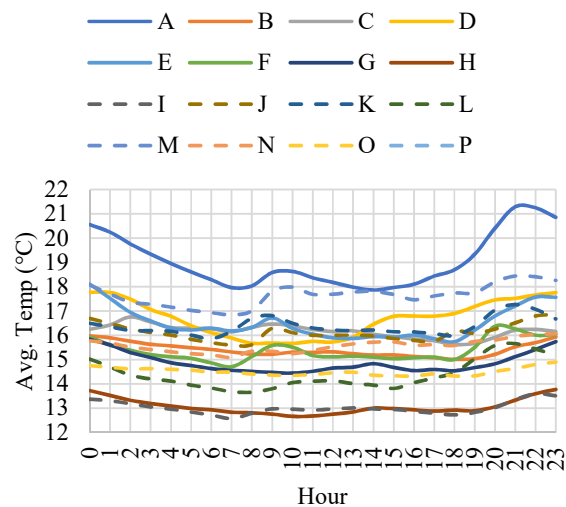 A B C D
E F G H
I J K L
M N O P
22
21
20
19
18
17
16
15
14
13
12
Avg. Temp (°C)
0 1 2 3 4 5 6 7 8 9 10 11 12 13 14 15 16 17 18 19 20 21 22 23
Hour